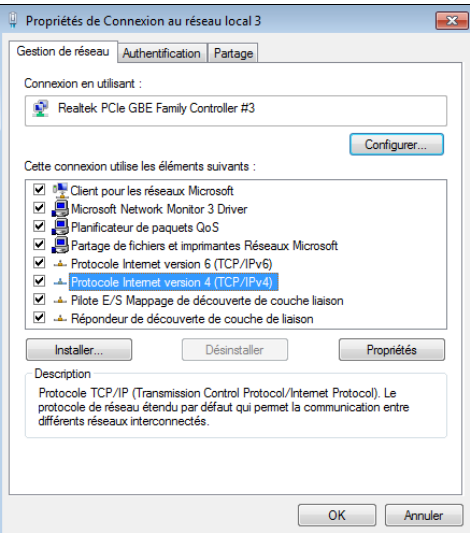 Propriétés de Connexion au réseau local 3
Gestion de réseau Authentification Partage
Connexion en utilisant :
Realtek PCIe GBE Family Controller #3
Configurer...
Cette connexion utilise les éléments suivants :
Client pour les réseaux Microsoft
Microsoft Network Monitor 3 Driver
Planificateur de paquets QoS
Partage de fichiers et imprimantes Réseaux Microsoft
Protocole Internet version 6 (TCP/IPv6)
Protocole Internet version 4 (TCP/IPv4)
Pilote E/S Mappage de découverte de couche liaison
Répondeur de découverte de couche de liaison
Installer... Désinstaller Propriétés
Description
Protocole TCP/IP (Transmission Control Protocol/Internet Protocol). Le
protocole de réseau étendu par défaut qui permet la communication entre
différents réseaux interconnectés.
OK Annuler